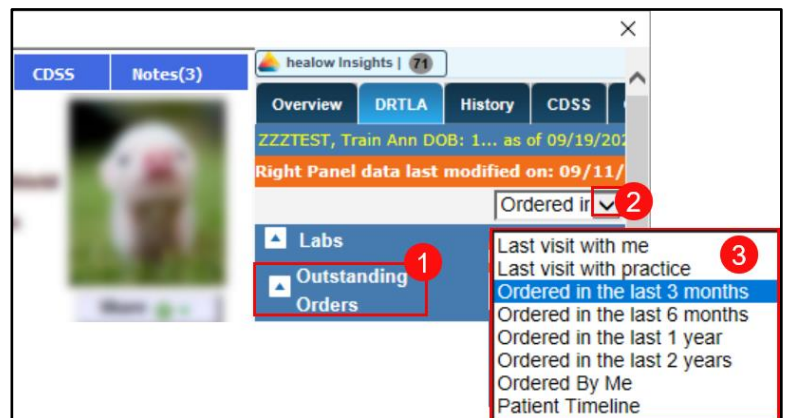 CDSS Notes(3)
healow Insights | 71
Overview DRTLA History CDSS
ZZZTEST, Train Ann DOB: 1... as of 09/19/202
Right Panel data last modified on: 09/11/
Ordered in
2
Labs
1
Outstanding
Orders
3
Last visit with me
Last visit with practice
Ordered in the last 3 months
Ordered in the last 6 months
Ordered in the last 1 year
Ordered in the last 2 years
Ordered By Me
Patient Timeline